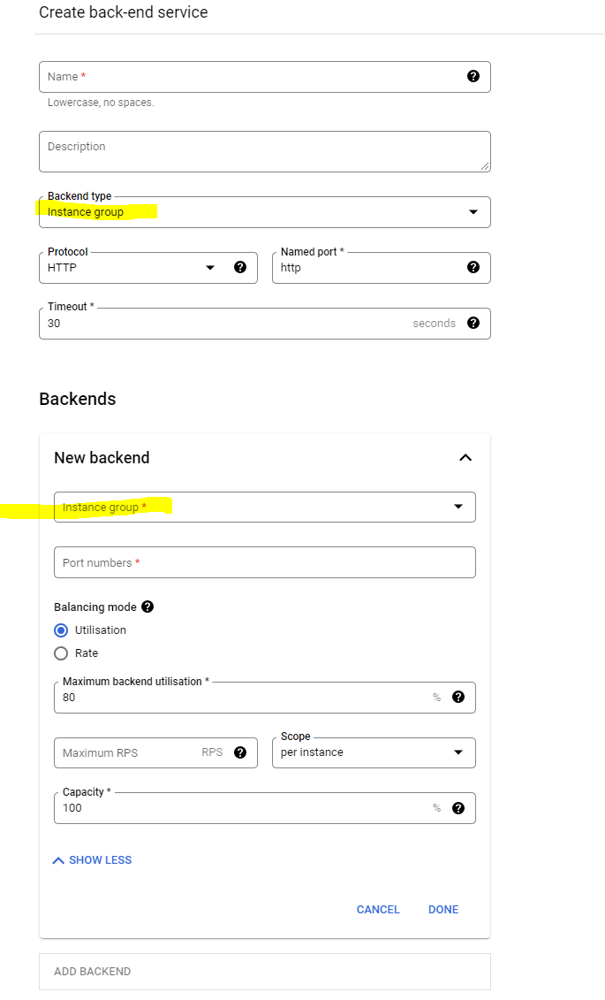 Create back-end service
Name *
Lowercase, no spaces.
Description
Backend type
Instance group
Protocol
HTTP
Named port *
http
Timeout *
30 seconds
Backends
New backend
Instance group *
Port numbers *
Balancing mode
Utilisation
Rate
Maximum backend utilisation *
80 %
Maximum RPS RPS
Scope
per instance
Capacity *
100 %
SHOW LESS
CANCEL DONE
ADD BACKEND